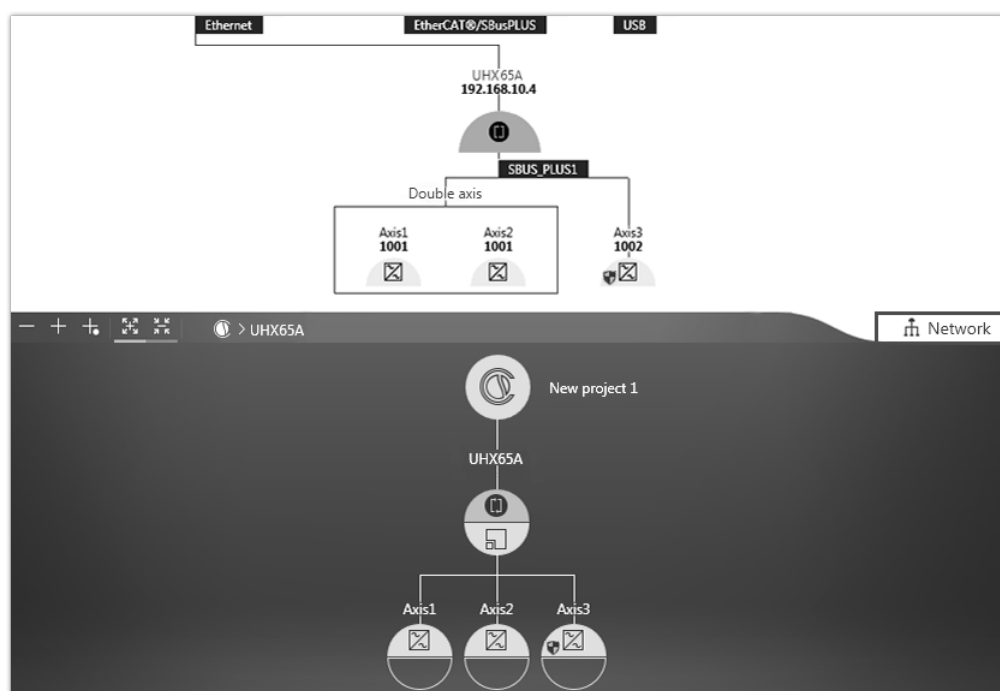 Ethernet
EtherCAT®/SBusPLUS
USB
UHX65A
192.168.10.4
SBUS_PLUS1
Double axis
Axis1
1001
Axis2
1001
Axis3
1002
> UHX65A
Network
New project 1
UHX65A
Axis1
Axis2
Axis3